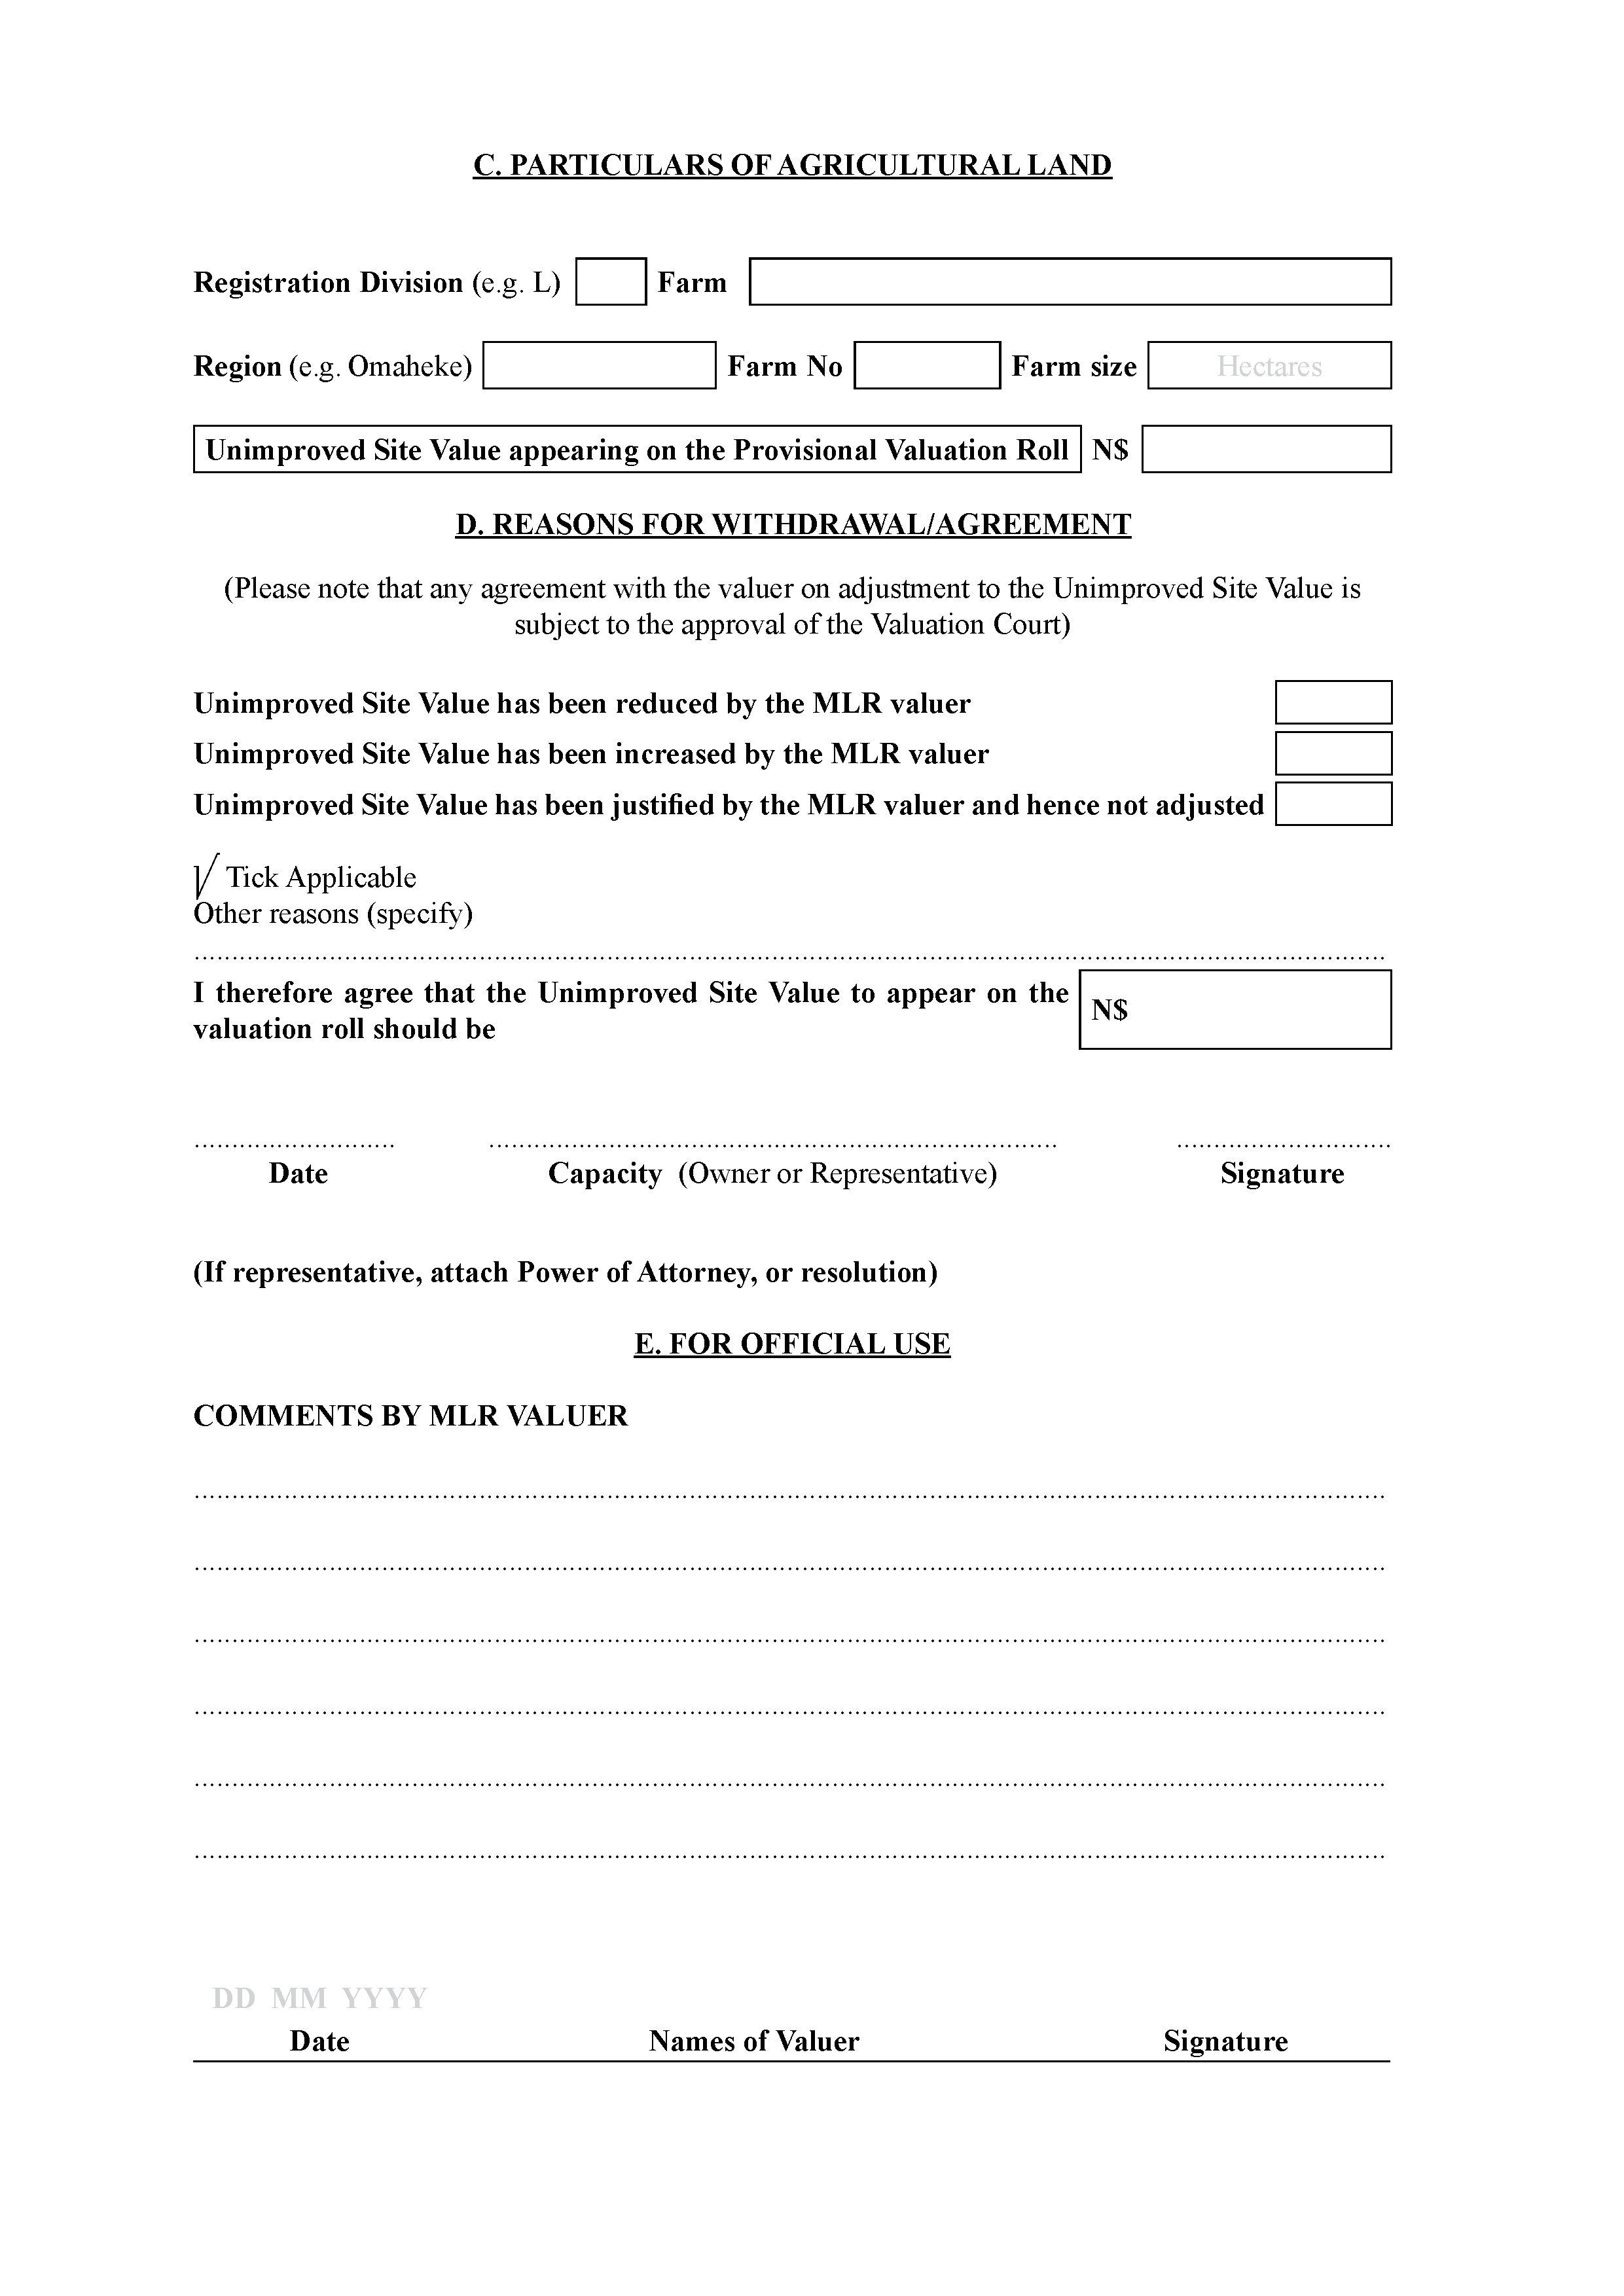 C. PARTICULARS OF AGRICULTURAL LAND
Registration Division (e.g. L) Farm
Region (e.g. Omaheke) Farm No Farm size Hectares
Unimproved Site Value appearing on the Provisional Valuation Roll N$
D. REASONS FOR WITHDRAWAL/AGREEMENT
(Please note that any agreement with the valuer on adjustment to the Unimproved Site Value is
subject to the approval of the Valuation Court)
Unimproved Site Value has been reduced by the MLR valuer
Unimproved Site Value has been increased by the MLR valuer
Unimproved Site Value has been justified by the MLR valuer and hence not adjusted
Tick Applicable
Other reasons (specify)
I therefore agree that the Unimproved Site Value to appear on the
valuation roll should be
N$
Date Capacity (Owner or Representative) Signature
(If representative, attach Power of Attorney, or resolution)
E. FOR OFFICIAL USE
COMMENTS BY MLR VALUER
DD MM YYYY
Date Names of Valuer Signature